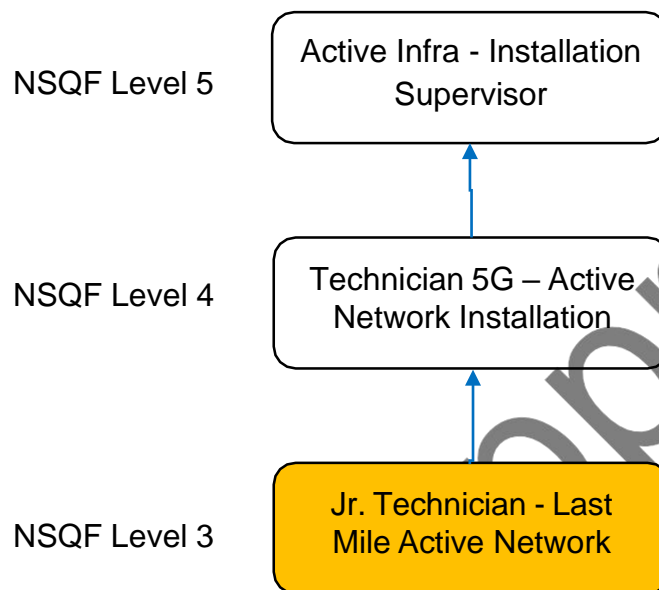 NSQF Level 5
Active Infra - Installation
Supervisor
NSQF Level 4
Technician 5G – Active
Network Installation
NSQF Level 3
Jr. Technician - Last
Mile Active Network